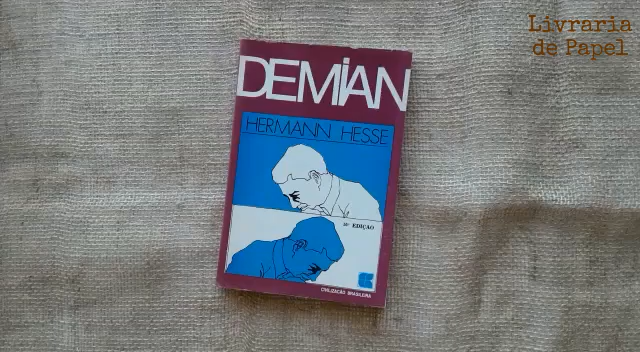 Livraria
de Papel
DEMiAN
HERMANN HESSE
EDIÇÃO
CIVILIZAÇÃO BRASILEIRA